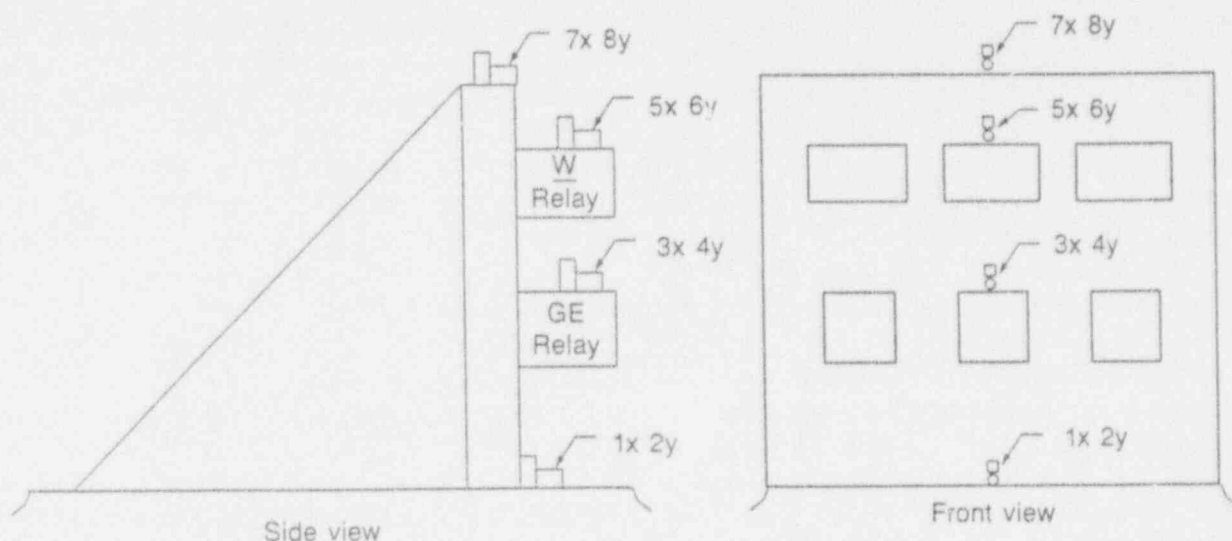 7x 8y
5x 6y
W
Relay
3x 4y
GE
Relay
1x 2y
Side view
7x 8y
5x 6y
3x 4y
1x 2y
Front view